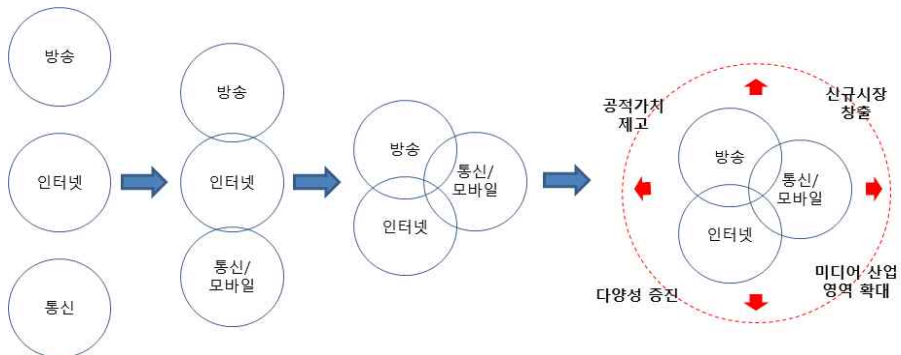 방송
인터넷
통신
방송
인터넷
통신/
모바일
방송
통신/
모바일
인터넷
공적가치
제고
신규시장
창출
방송
통신/
모바일
인터넷
다양성 증진
미디어 산업
영역 확대